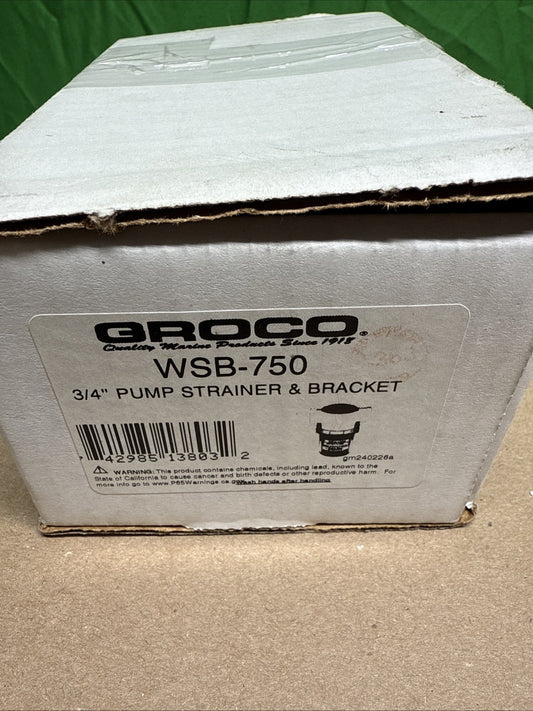 GROCO®
Quality Marine Products Since 1918
WSB-750
3/4" PUMP STRAINER & BRACKET
7 42985 13803 2
gm240226a
WARNING: This product contains chemicals, including lead, known to the
State of California to cause cancer and birth defects or other reproductive harm. For
more info go to www.P65Warnings.ca.gov Wash hands after handling